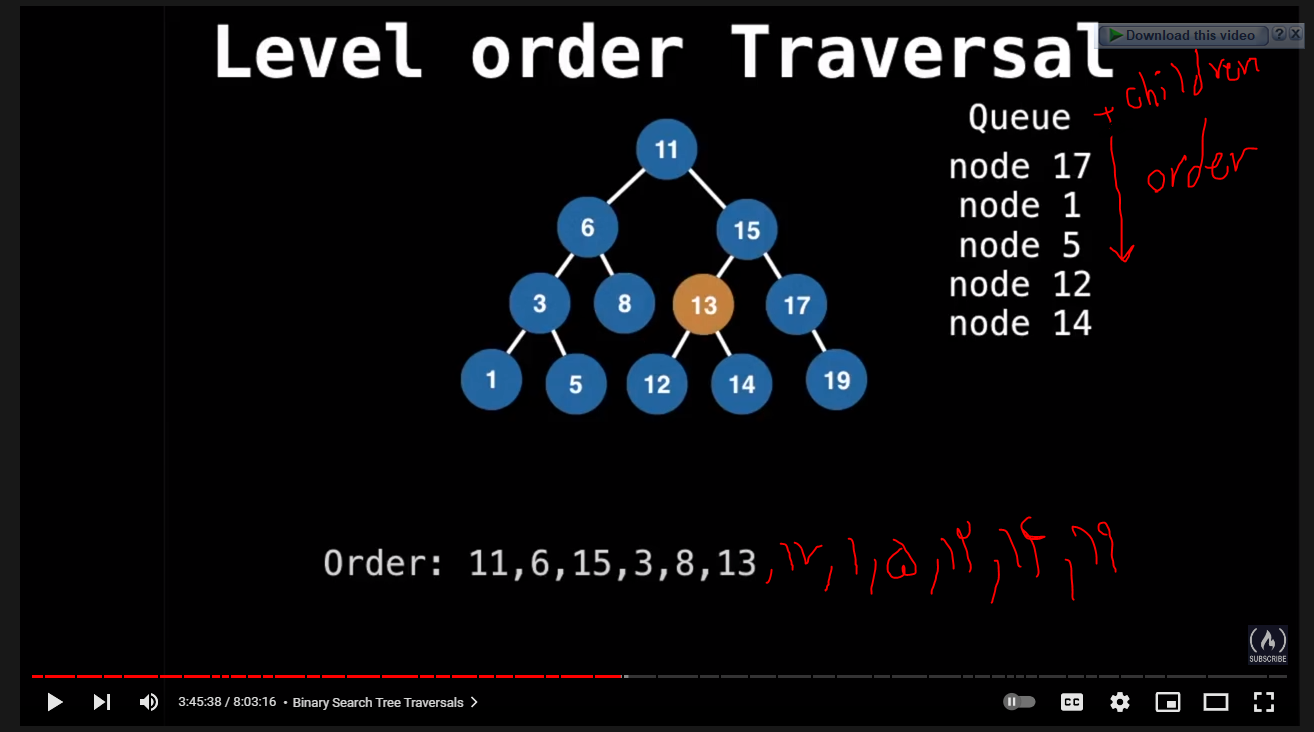 Level order Traversal
Download this video ? X
+ children
order
Queue
node 17
node 1
node 5
node 12
node 14
11
6
15
3
8
13
17
1
5
12
14
19
Order: 11,6,15,3,8,13 ,۱۷,۱,۵,۱۲,۱۴,۱۹
SUBSCRIBE
3:45:38 / 8:03:16 • Binary Search Tree Traversals >
CC